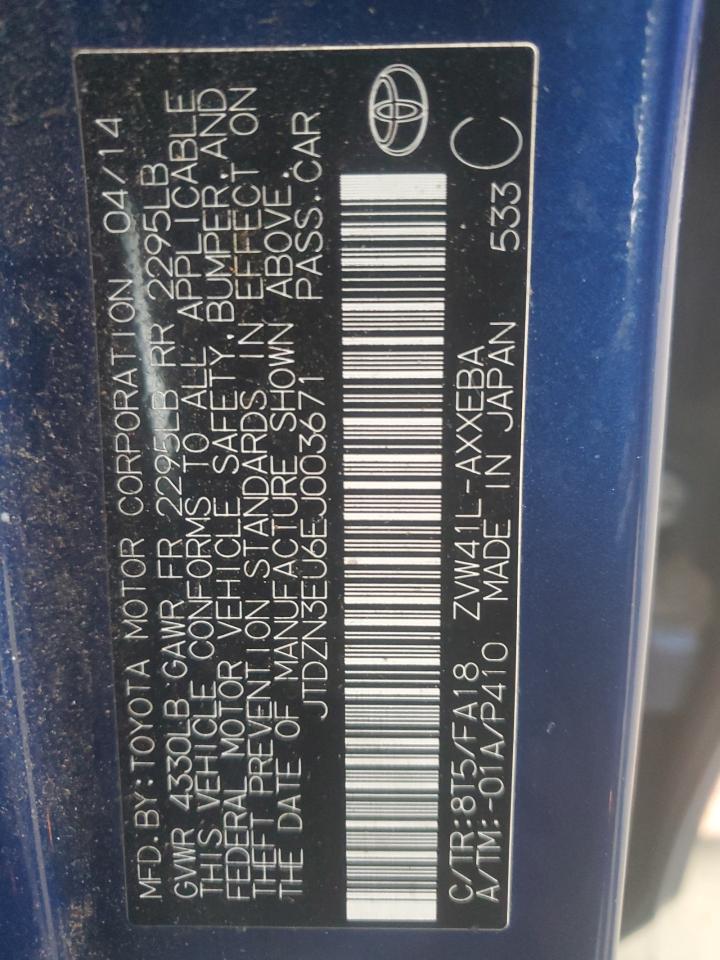 MFD.BY:TOYOTA MOTOR CORPORATION 04/14
GVWR 4330LB GAWR FR 2295LB RR 2295LB
THIS VEHICLE CONFORMS TO ALL APPLICABLE
FEDERAL MOTOR VEHICLE SAFETY, BUMPER, AND
THEFT PREVENTION STANDARDS IN EFFECT ON
THE DATE OF MANUFACTURE SHOWN ABOVE.
JTDZN3EU6EJ003671 PASS.CAR
C/TR:8T5/FA18 ZVW41L-AXXEBA C
A/TM:-01A/P410 MADE IN JAPAN 533